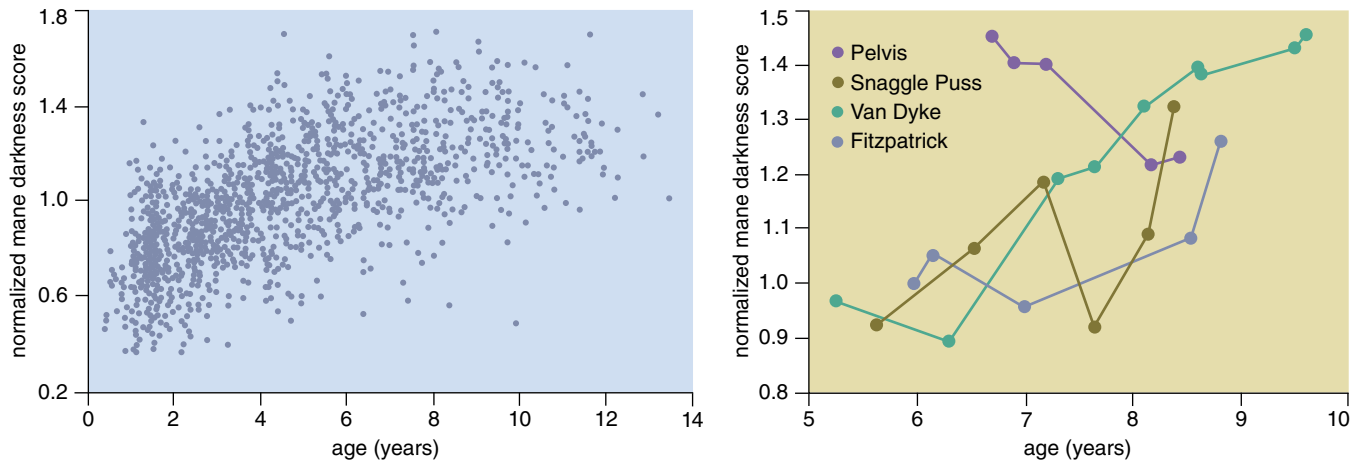 normalized mane darkness score
1.8
1.4
1.0
0.6
0.2
0 2 4 6 8 10 12 14
age (years)
normalized mane darkness score
1.5
1.4
1.3
1.2
1.1
1.0
0.9
0.8
Pelvis
Snaggle Puss
Van Dyke
Fitzpatrick
5 6 7 8 9 10
age (years)